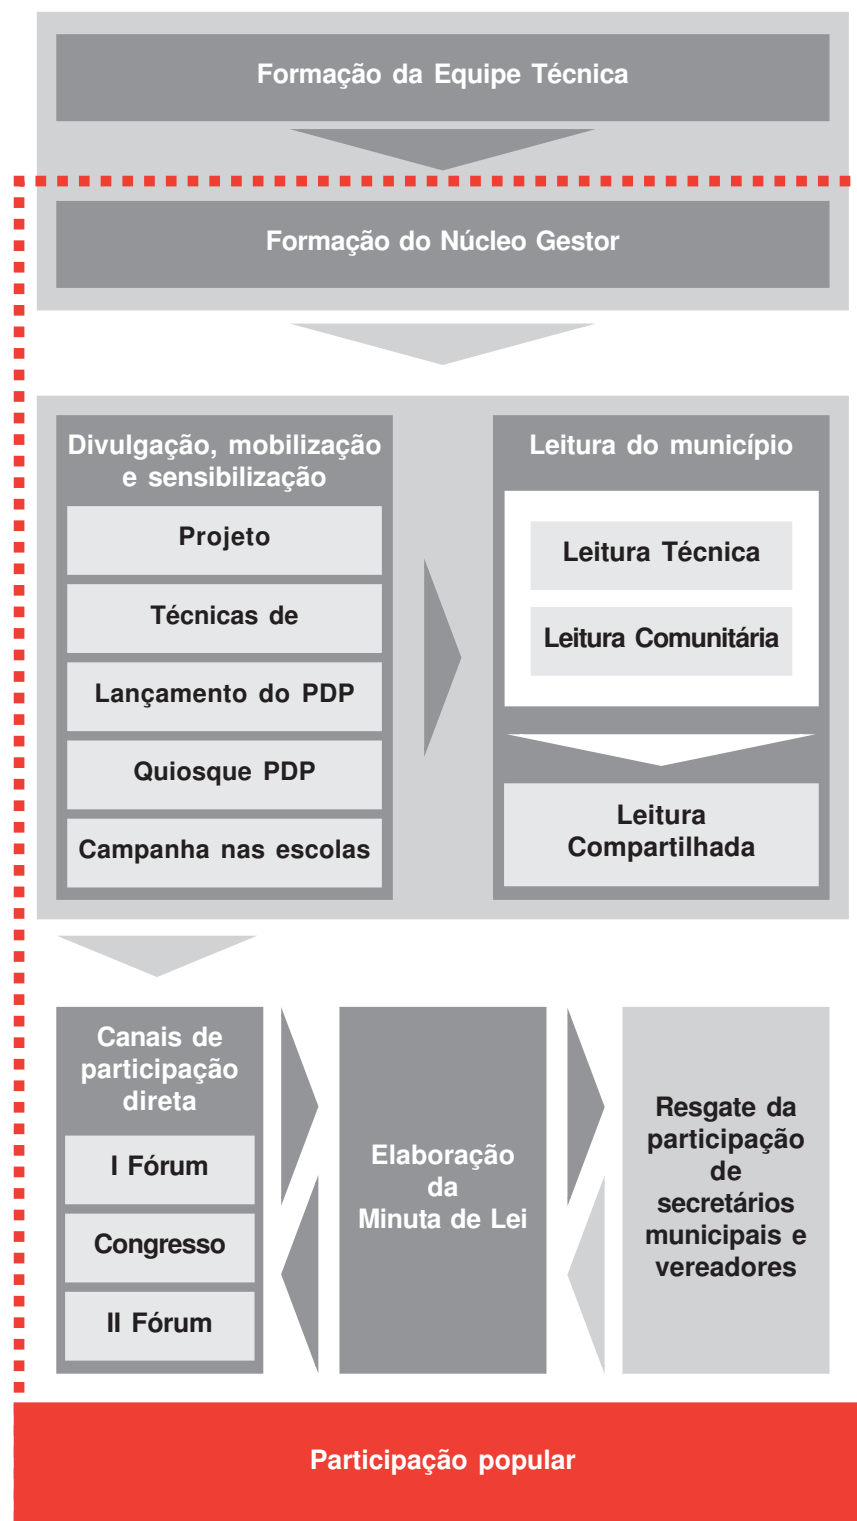 Formação da Equipe Técnica
Formação do Núcleo Gestor
Divulgação, mobilização
e sensibilização
Projeto
Técnicas de
Lançamento do PDP
Quiosque PDP
Campanha nas escolas
Leitura do município
Leitura Técnica
Leitura Comunitária
Leitura
Compartilhada
Canais de
participação
direta
I Fórum
Congresso
II Fórum
Elaboração
da
Minuta de Lei
Resgate da
participação
de
secretários
municipais e
vereadores
Participação popular